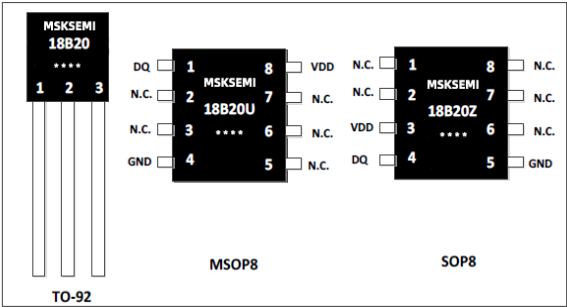 MSKSEMI
18B20
****
1 2 3
TO-92
DQ 1 8 VDD
MSKSEMI
N.C. 2 7 N.C.
18B20U
N.C. 3 6 N.C.
****
GND 4 5 N.C.
MSOP8
N.C. 1 8 N.C.
MSKSEMI
N.C. 2 7 N.C.
18B20Z
VDD 3 6 N.C.
****
DQ 4 5 GND
SOP8